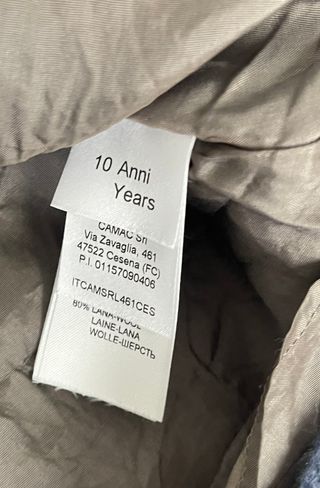 10 Anni
Years
CAMAC Srl
Via Zavaglia, 461
47522 Cesena (FC)
P.I. 01157090406
ITCAMSRL461CES
80% LANA-WOOL
LAINE-LANA
WOLLE-ШЕРСТЬ